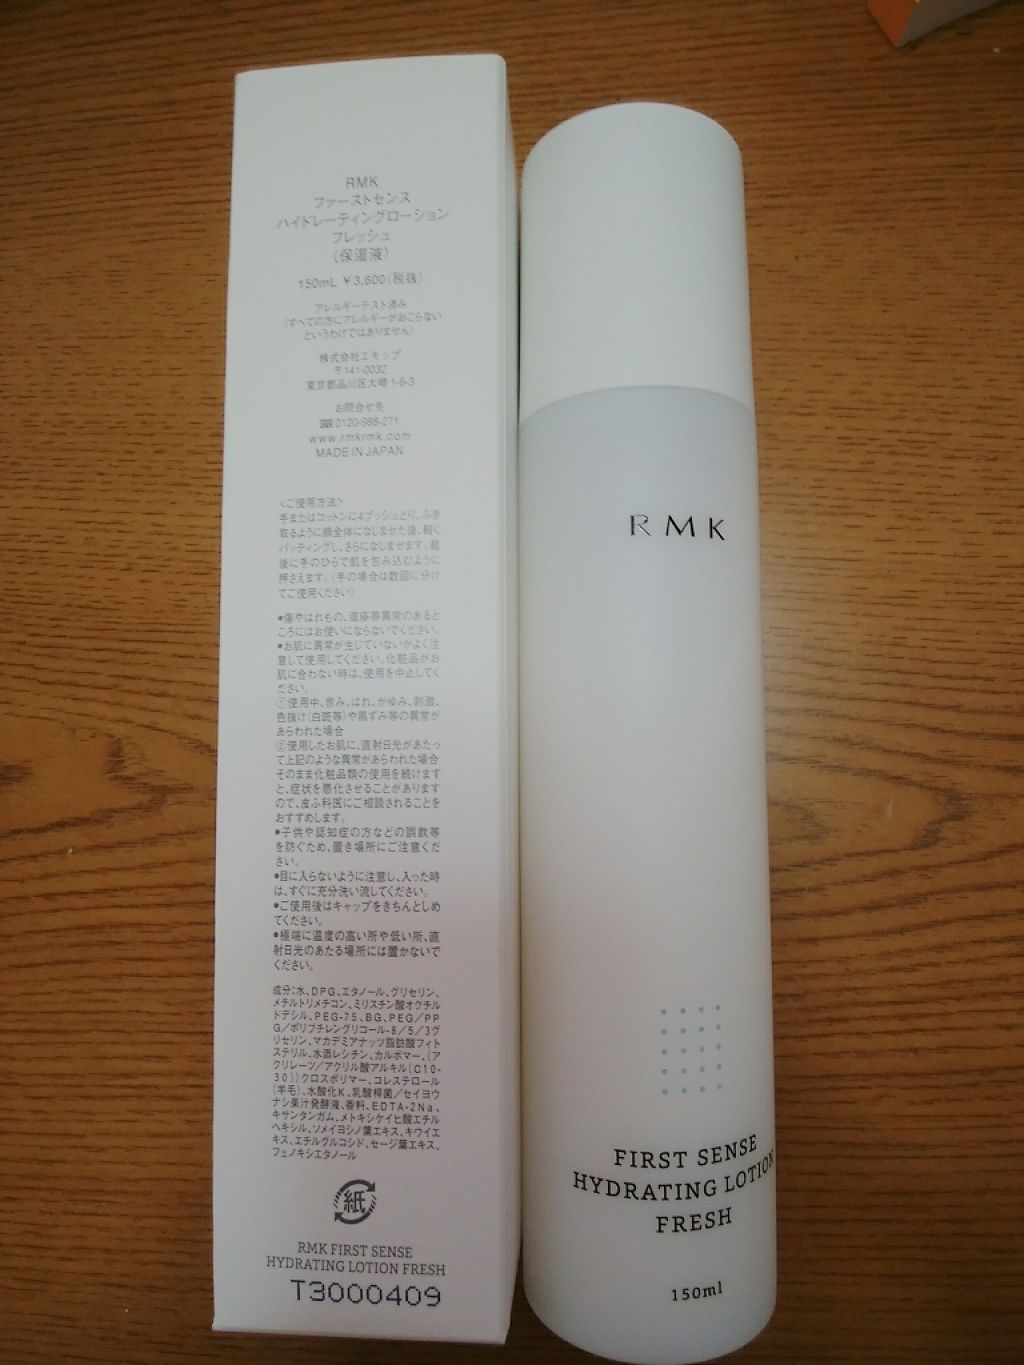 RMK
ファーストセンス
ハイドレーティングローション
フレッシュ
(保湿液)
150mL ￥3,600(税抜)
アレルギーテスト済み
(すべての方にアレルギーがおこらない
というわけではありません)
株式会社エキップ
〒141-0032
東京都品川区大崎 1-6-3
お問合せ先
0120-988-271
www.rmkrmk.com
MADE IN JAPAN
<ご使用方法>
手またはコットンに4プッシュとり、ふき
取るように顔全体になじませた後、軽く
パッティングし、さらになじませます。最
後に手のひらで肌を包み込むように
押さえます。(手の場合は数回に分け
てご使用ください)
●傷やはれもの、湿疹等異常のあると
ころにはお使いにならないでください。
●お肌に異常が生じていないかよく注
意して使用してください。化粧品がお
肌に合わない時は、使用を中止してく
ださい。
①使用中、赤み、はれ、かゆみ、刺激、
色抜け(白斑等)や黒ずみ等の異常が
あらわれた場合
②使用したお肌に、直射日光があたっ
て上記のような異常があらわれた場合
そのまま化粧品類の使用を続けます
と、症状を悪化させることがあります
ので、皮ふ科医にご相談されることを
おすすめします。
●子供や認知症の方などの誤飲等
を防ぐため、置き場所にご注意くだ
さい。
●目に入らないように注意し、入った時
は、すぐに充分洗い流してください。
●ご使用後はキャップをきちんとしめ
てください。
●極端に温度の高い所や低い所、直
射日光のあたる場所には置かないで
ください。
成分:水、DPG、エタノール、グリセリン、
メチルトリメチコン、ミリスチン酸オクチル
ドデシル、PEG-75、BG、PEG/PP
G/ポリブチレングリコール-8/5/3グ
リセリン、マカデミアナッツ脂肪酸フィト
ステリル、水添レシチン、カルボマー、(ア
クリレーツ/アクリル酸アルキル(C10-
30))クロスポリマー、コレステロール
(羊毛)、水酸化K、乳酸桿菌/セイヨウ
ナシ果汁発酵液、香料、EDTA-2Na、
キサンタンガム、メトキシケイヒ酸エチル
ヘキシル、ソメイヨシノ葉エキス、キウイエ
キス、エチルグルコシド、セージ葉エキス、
フェノキシエタノール
紙
RMK FIRST SENSE
HYDRATING LOTION FRESH
T3000409
RMK
FIRST SENSE
HYDRATING LOTION
FRESH
150ml